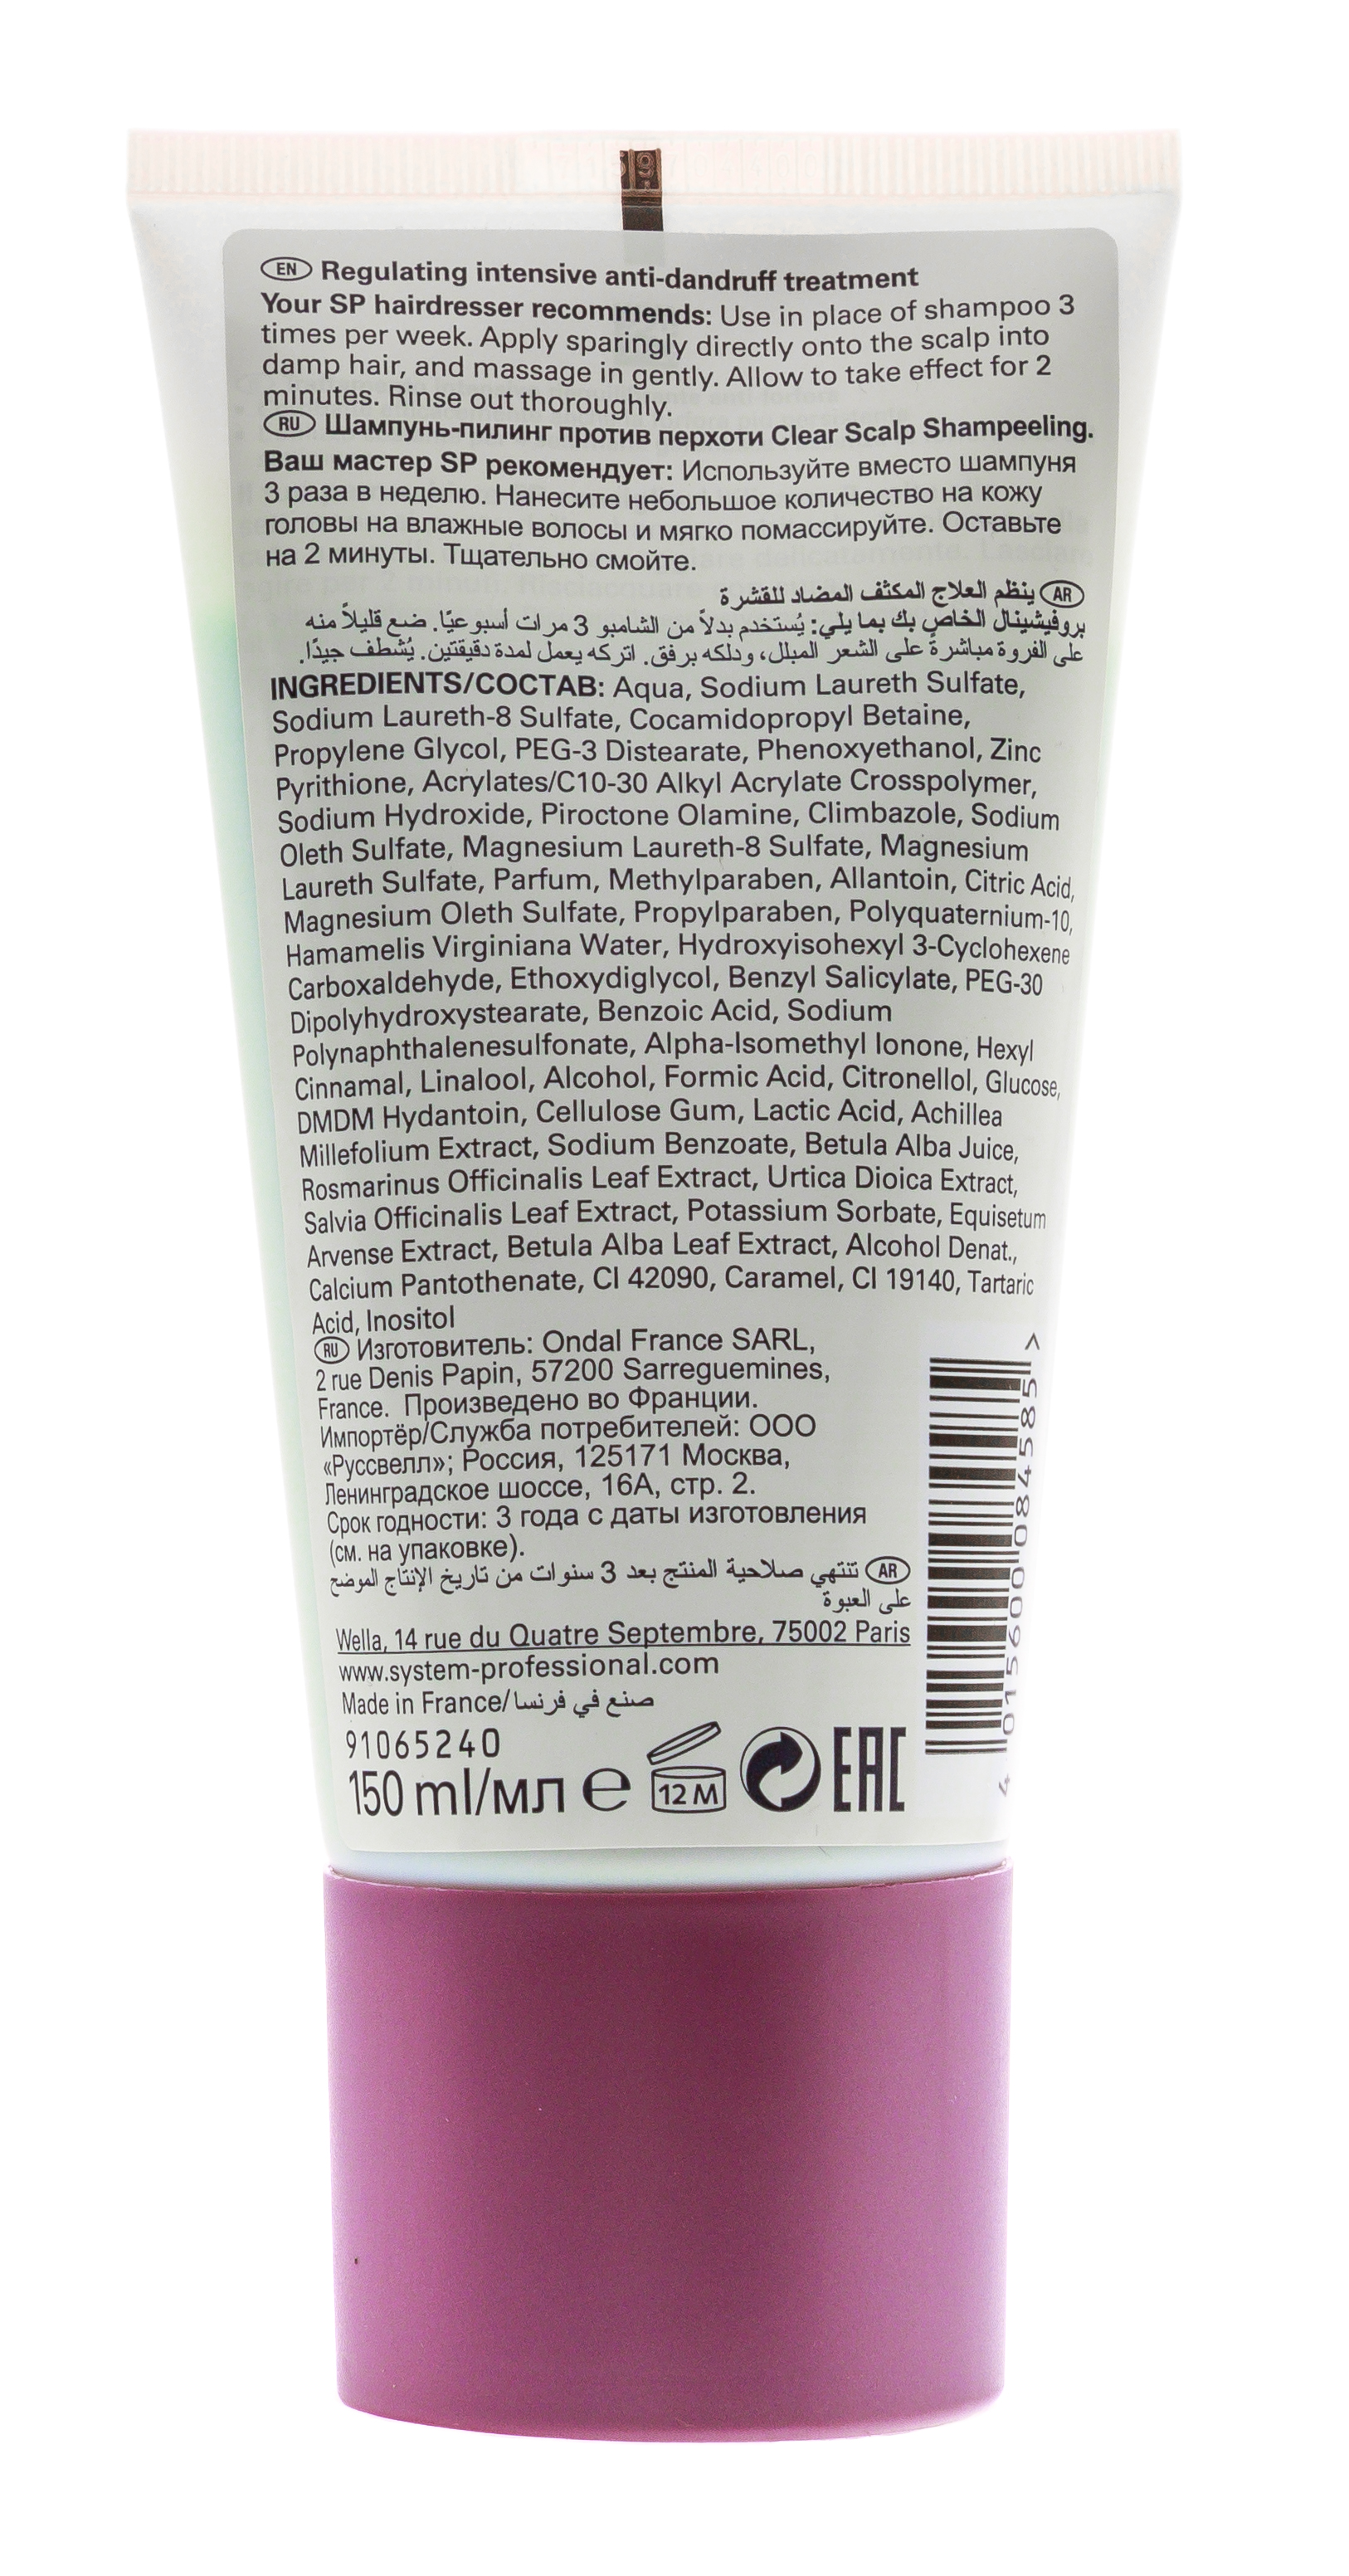 EN Regulating intensive anti-dandruff treatment
Your SP hairdresser recommends: Use in place of shampoo 3
times per week. Apply sparingly directly onto the scalp into
damp hair, and massage in gently. Allow to take effect for 2
minutes. Rinse out thoroughly.
RU Шампунь-пилинг против перхоти Clear Scalp Shampeeling.
Ваш мастер SP рекомендует: Используйте вместо шампуня
3 раза в неделю. Нанесите небольшое количество на кожу
головы на влажные волосы и мягко помассируйте. Оставьте
на 2 минуты. Тщательно смойте.
AR ينظم العلاج المكثف المضاد للقشرة
بروفيشينال الخاص بك بما يلي: يُستخدم بدلاً من الشامبو 3 مرات أسبوعيًا. ضع قليلاً منه
على الفروة مباشرة على الشعر المبلل، ودلكه برفق. اتركه يعمل لمدة دقيقتين. يُشطف جيدًا.
INGREDIENTS/СОСТАВ: Aqua, Sodium Laureth Sulfate,
Sodium Laureth-8 Sulfate, Cocamidopropyl Betaine,
Propylene Glycol, PEG-3 Distearate, Phenoxyethanol, Zinc
Pyrithione, Acrylates/C10-30 Alkyl Acrylate Crosspolymer,
Sodium Hydroxide, Piroctone Olamine, Climbazole, Sodium
Oleth Sulfate, Magnesium Laureth-8 Sulfate, Magnesium
Laureth Sulfate, Parfum, Methylparaben, Allantoin, Citric Acid,
Magnesium Oleth Sulfate, Propylparaben, Polyquaternium-10,
Hamamelis Virginiana Water, Hydroxyisohexyl 3-Cyclohexene
Carboxaldehyde, Ethoxydiglycol, Benzyl Salicylate, PEG-30
Dipolyhydroxystearate, Benzoic Acid, Sodium
Polynaphthalenesulfonate, Alpha-Isomethyl Ionone, Hexyl
Cinnamal, Linalool, Alcohol, Formic Acid, Citronellol, Glucose,
DMDM Hydantoin, Cellulose Gum, Lactic Acid, Achillea
Millefolium Extract, Sodium Benzoate, Betula Alba Juice,
Rosmarinus Officinalis Leaf Extract, Urtica Dioica Extract,
Salvia Officinalis Leaf Extract, Potassium Sorbate, Equisetum
Arvense Extract, Betula Alba Leaf Extract, Alcohol Denat.,
Calcium Pantothenate, CI 42090, Caramel, CI 19140, Tartaric
Acid, Inositol
RU Изготовитель: Ondal France SARL,
2 rue Denis Papin, 57200 Sarreguemines,
France. Произведено во Франции.
Импортёр/Служба потребителей: ООО
«Руссвелл»; Россия, 125171 Москва,
Ленинградское шоссе, 16А, стр. 2.
Срок годности: 3 года с даты изготовления
(см. на упаковке).
AR تنتهي صلاحية المنتج بعد 3 سنوات من تاريخ الإنتاج الموضح
على العبوة
Wella, 14 rue du Quatre Septembre, 75002 Paris
www.system-professional.com
Made in France/صنع في فرنسا
91065240
150 ml/мл e 12 M EAC
4 015600 084585 >